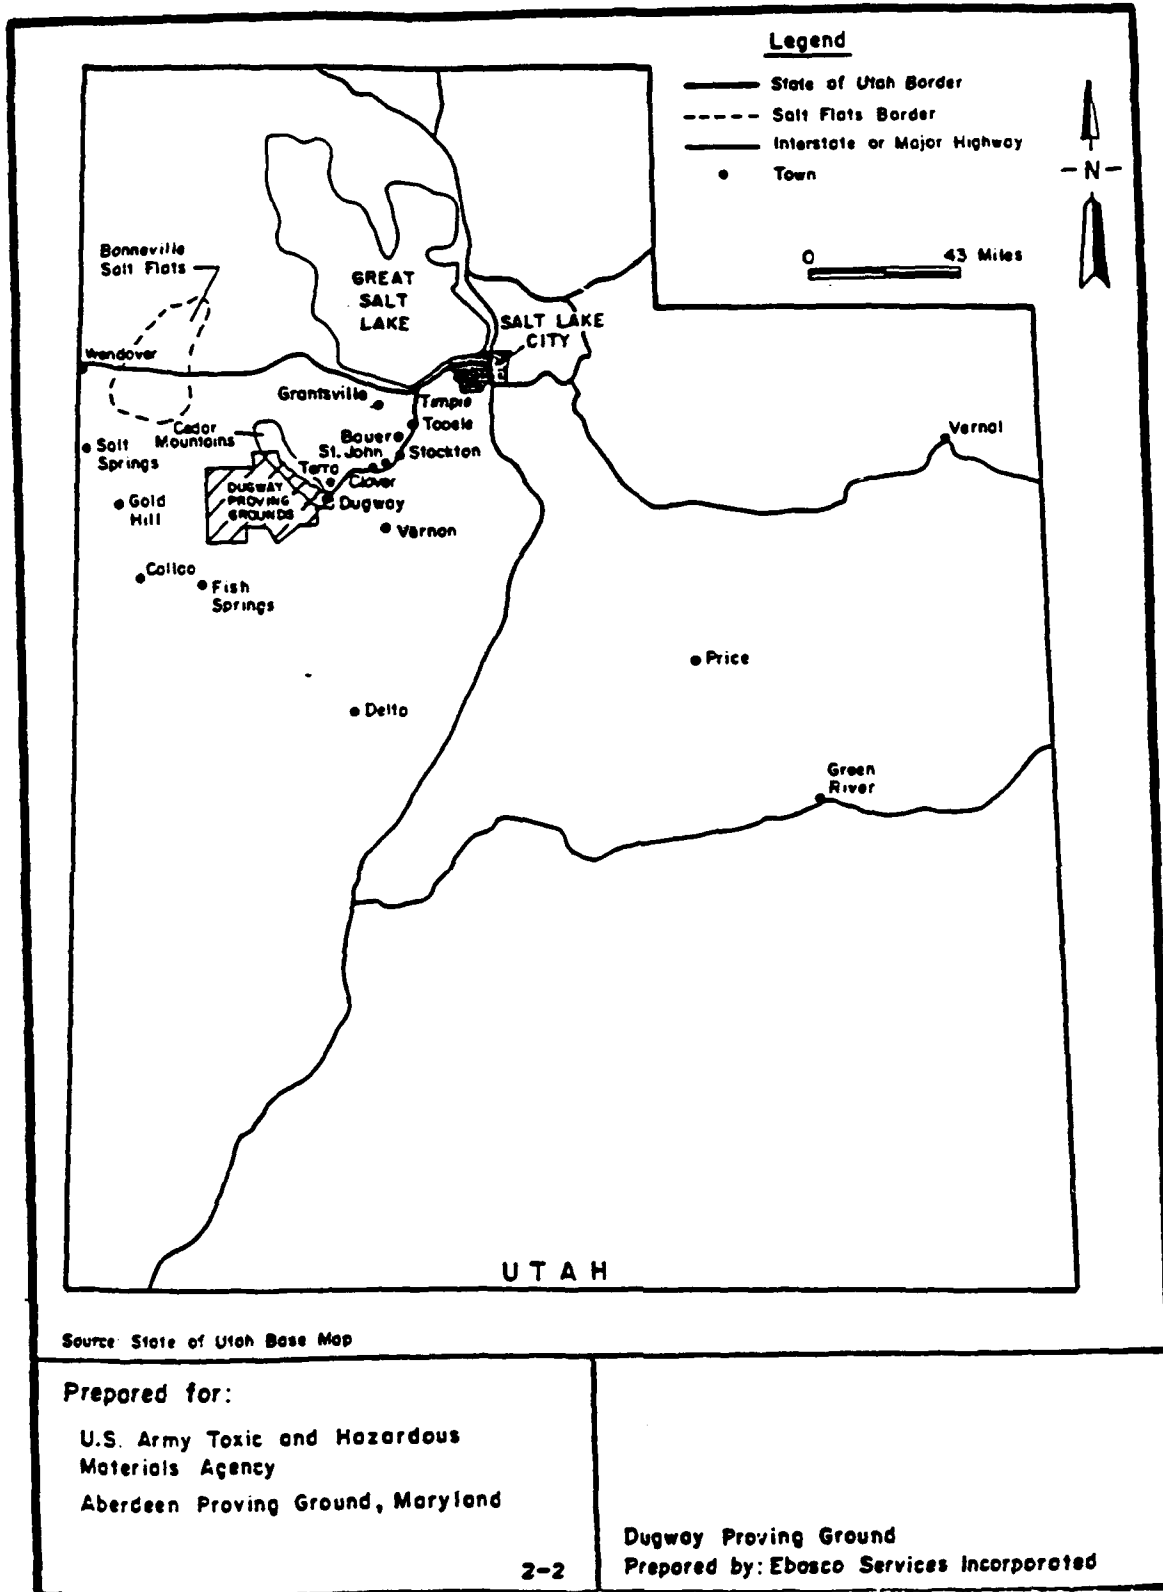 Legend
State of Utah Border
Salt Flats Border
Interstate or Major Highway
Town
N
0 43 Miles
Bonneville
Salt Flats
GREAT
SALT
LAKE
SALT LAKE
CITY
Wendover
Grantsville
Timpie
Tooele
Cedar
Mountains
Bauer
St. John
Stockton
Terra
Clover
Salt
Springs
DUGWAY
PROVING
GROUNDS
Dugway
Gold
Hill
Vernon
Vernal
Callao
Fish
Springs
Price
Delta
Green
River
UTAH
Source: State of Utah Base Map
Prepared for:
U.S. Army Toxic and Hazardous
Materials Agency
Aberdeen Proving Ground, Maryland
2-2
Dugway Proving Ground
Prepared by: Ebasco Services Incorporated